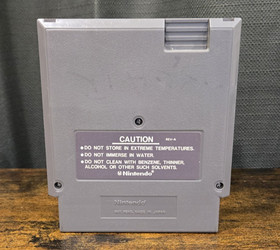 CAUTION
●DO NOT STORE IN EXTREME TEMPERATURES.
●DO NOT IMMERSE IN WATER.
●DO NOT CLEAN WITH BENZENE, THINNER,
ALCOHOL OR OTHER SUCH SOLVENTS.
Nintendo®
Nintendo®